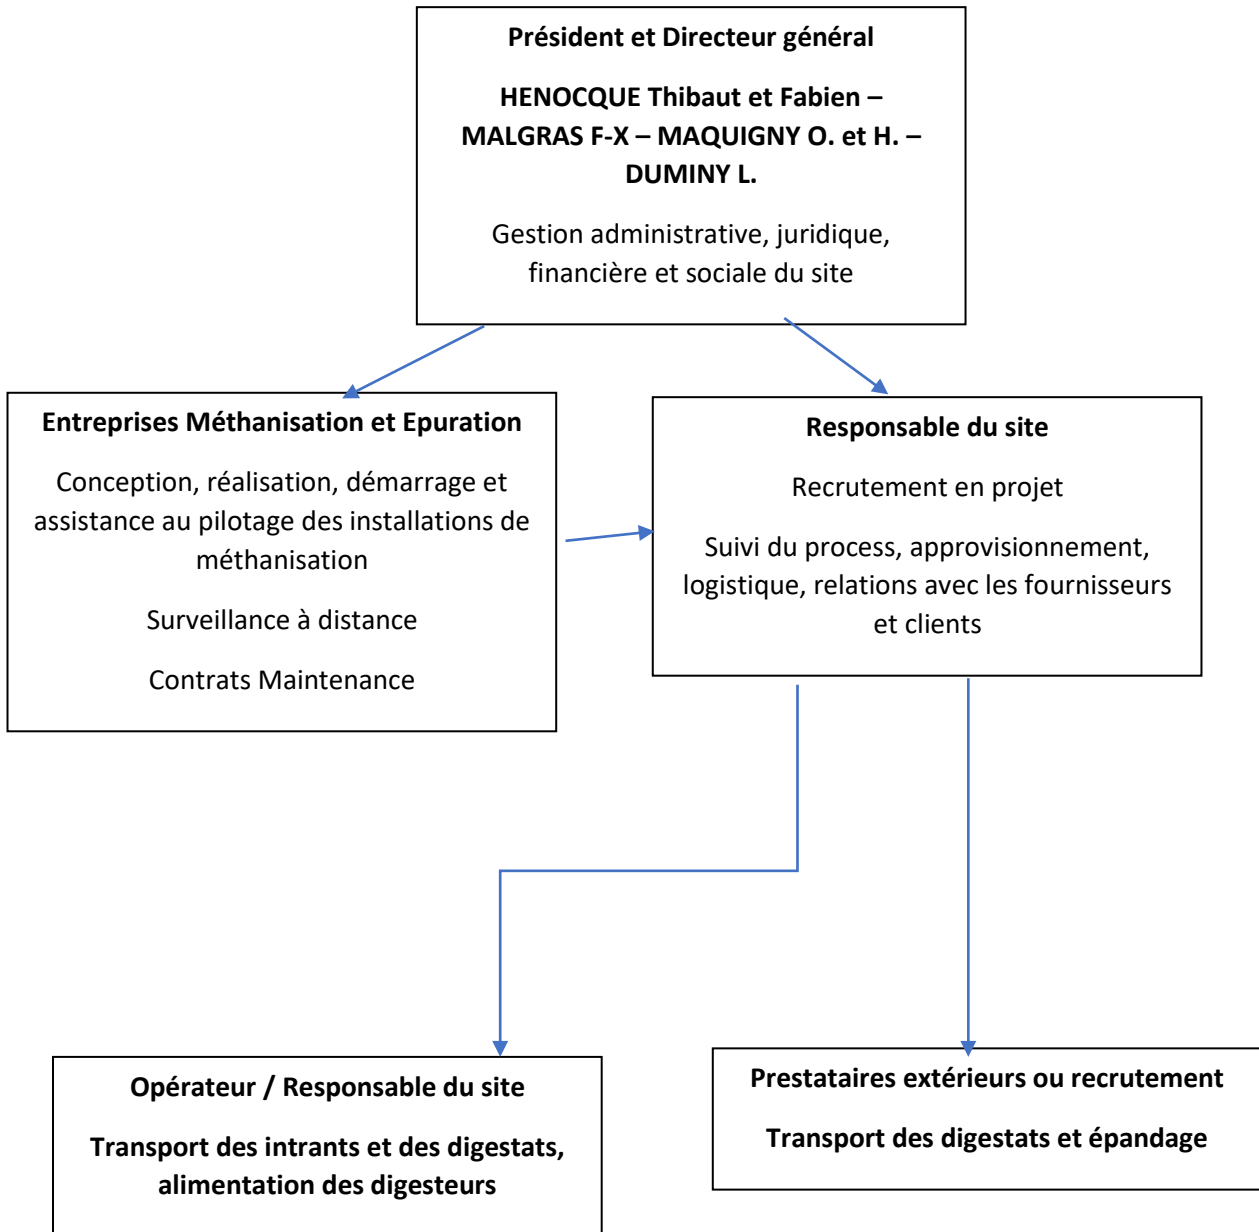 Président et Directeur général
HENOCQUE Thibaut et Fabien –
MALGRAS F-X – MAQUIGNY O. et H. –
DUMINY L.
Gestion administrative, juridique,
financière et sociale du site
Entreprises Méthanisation et Epuration
Conception, réalisation, démarrage et
assistance au pilotage des installations de
méthanisation
Surveillance à distance
Contrats Maintenance
Responsable du site
Recrutement en projet
Suivi du process, approvisionnement,
logistique, relations avec les fournisseurs
et clients
Opérateur / Responsable du site
Transport des intrants et des digestats,
alimentation des digesteurs
Prestataires extérieurs ou recrutement
Transport des digestats et épandage